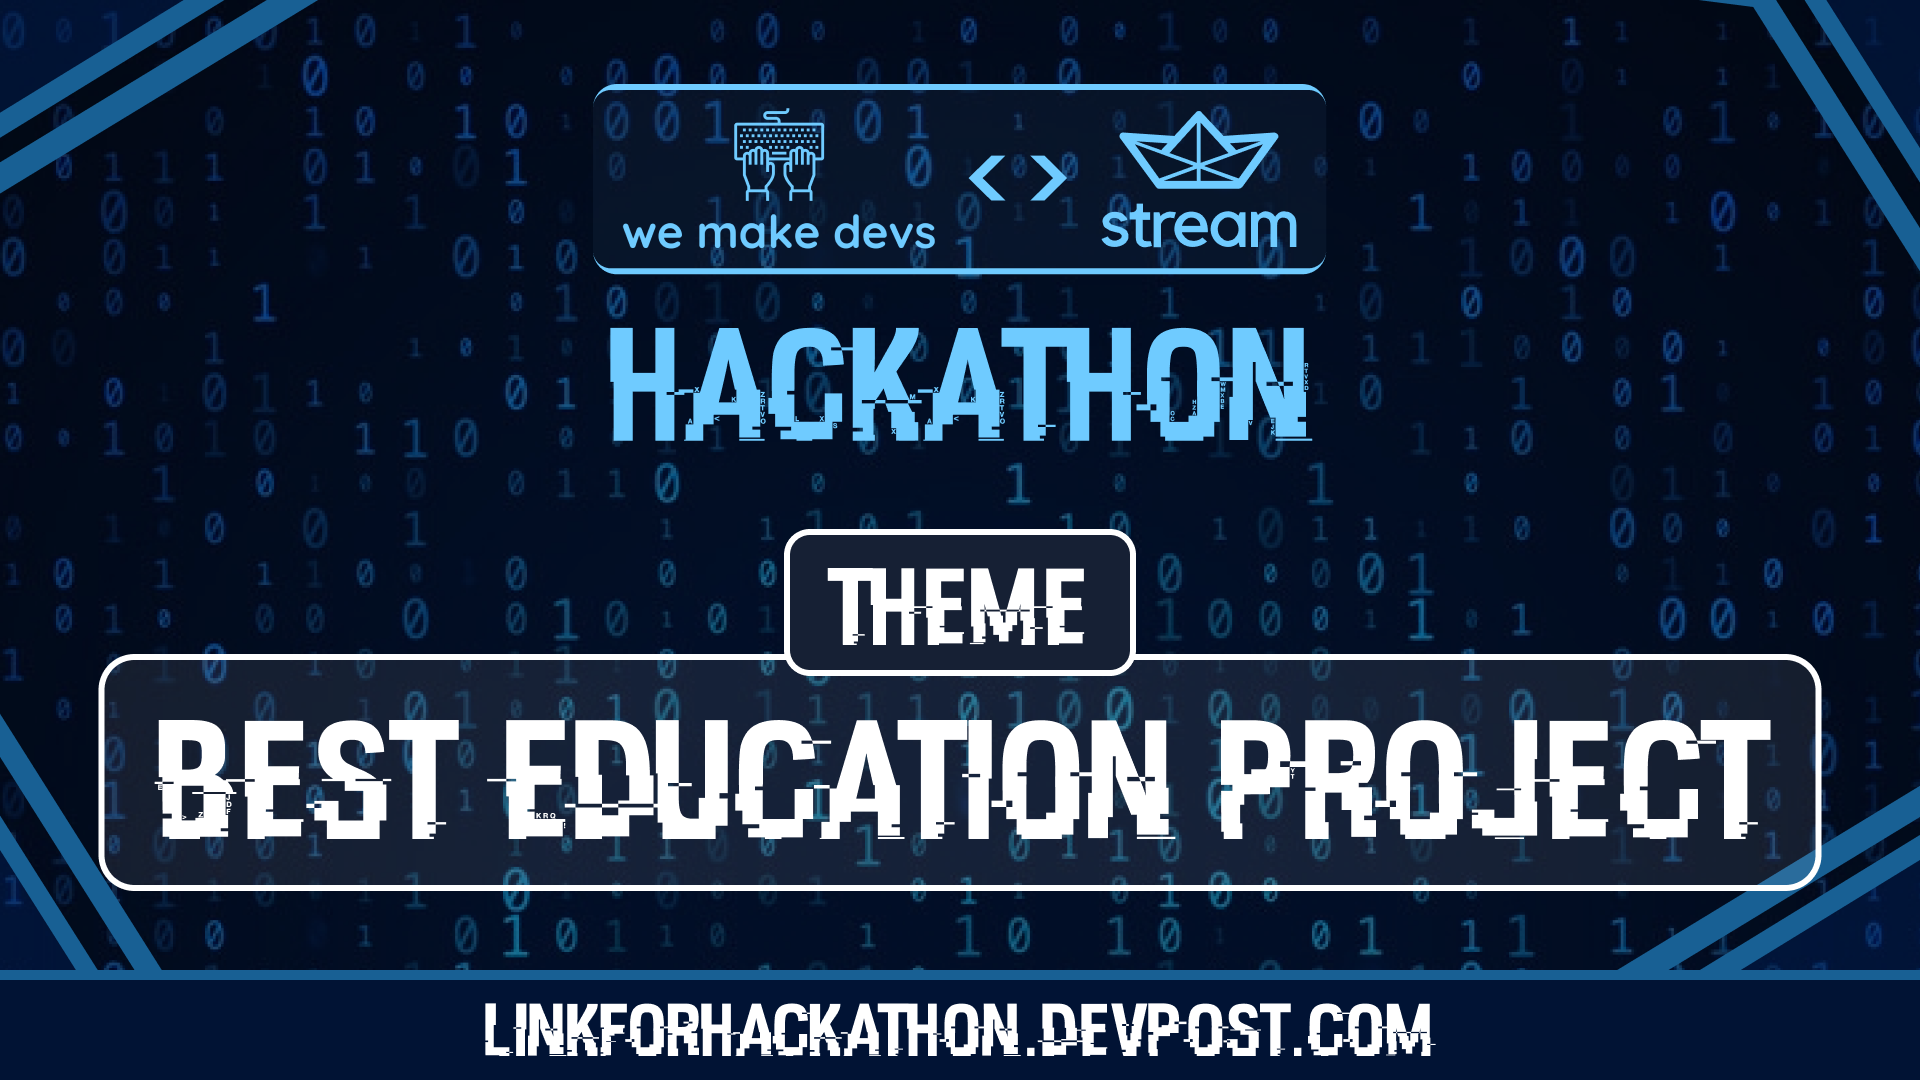 we make devs
stream
HACKATHON
THEME
BEST EDUCATION PROJECT
LINKFORHACKATHON.DEVPOST.COM